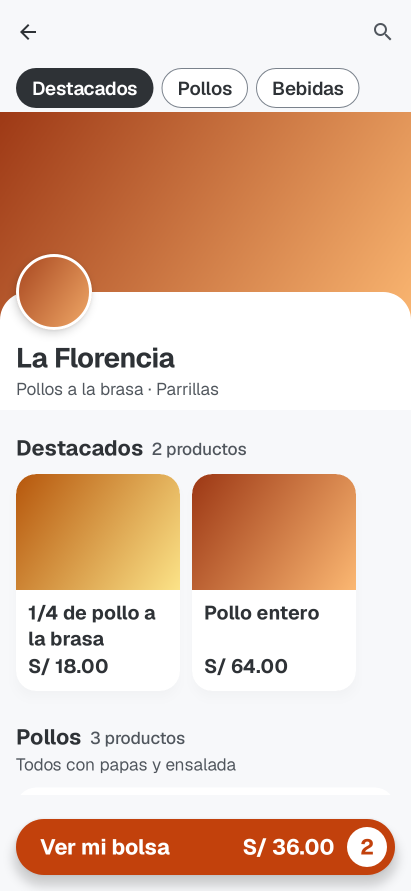 Destacados Pollos Bebidas
La Florencia
Pollos a la brasa · Parrillas
Destacados 2 productos
1/4 de pollo a
la brasa
S/ 18.00
Pollo entero
S/ 64.00
Pollos 3 productos
Todos con papas y ensalada
Ver mi bolsa S/ 36.00 2